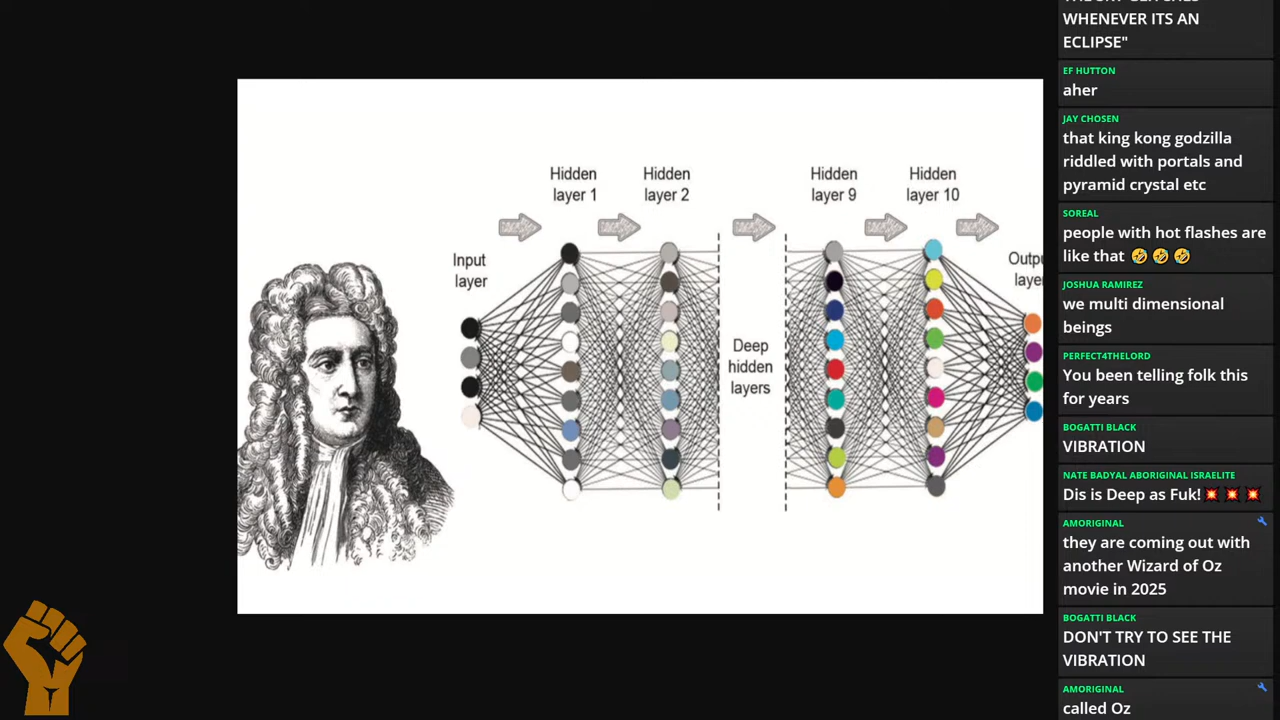 Hidden
layer 1
Hidden
layer 2
Hidden
layer 9
Hidden
layer 10
Input
layer
Deep
hidden
layers
WHENEVER ITS AN
ECLIPSE"
EF HUTTON
aher
JAY CHOSEN
that king kong godzilla
riddled with portals and
pyramid crystal etc
SOREAL
people with hot flashes are
like that 🤣 🤣 🤣
JOSHUA RAMIREZ
we multi dimensional
beings
PERFECT4THELORD
You been telling folk this
for years
BOGATTI BLACK
VIBRATION
NATE BADYAL ABORIGINAL ISRAELITE
Dis is Deep as Fuk!💥 💥 💥
AMORIGINAL
they are coming out with
another Wizard of Oz
movie in 2025
BOGATTI BLACK
DON'T TRY TO SEE THE
VIBRATION
AMORIGINAL
called Oz